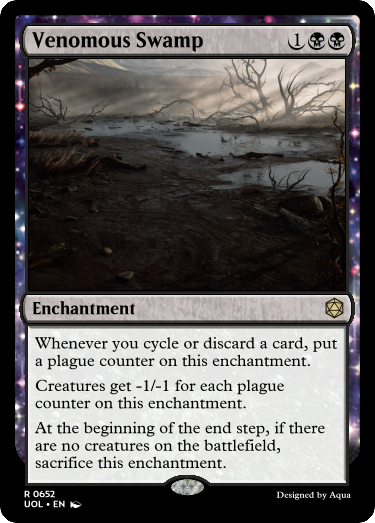 Venomous Swamp 1
Enchantment
Whenever you cycle or discard a card, put
a plague counter on this enchantment.
Creatures get -1/-1 for each plague
counter on this enchantment.
At the beginning of the end step, if there
are no creatures on the battlefield,
sacrifice this enchantment.
R 0652
UOL • EN
Designed by Aqua